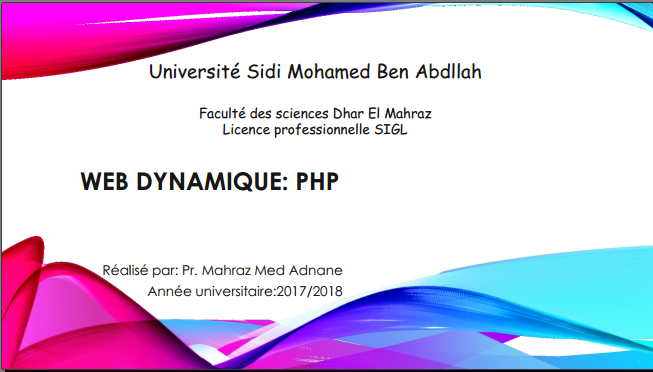 Université Sidi Mohamed Ben Abdllah
Faculté des sciences Dhar El Mahraz
Licence professionnelle SIGL
WEB DYNAMIQUE: PHP
Réalisé par: Pr. Mahraz Med Adnane
Année universitaire:2017/2018